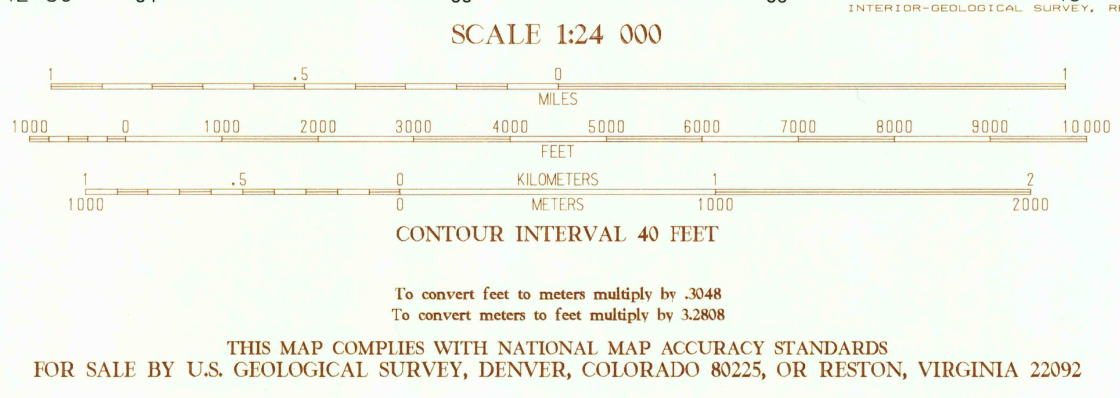 INTERIOR-GEOLOGICAL SURVEY,
SCALE 1:24 000
1 .5 0 1
MILES
1000 0 1000 2000 3000 4000 5000 6000 7000 8000 9000 10 000
FEET
1 .5 0 KILOMETERS 1 2
1000 0 METERS 1000 2000
CONTOUR INTERVAL 40 FEET
To convert feet to meters multiply by .3048
To convert meters to feet multiply by 3.2808
THIS MAP COMPLIES WITH NATIONAL MAP ACCURACY STANDARDS
FOR SALE BY U.S. GEOLOGICAL SURVEY, DENVER, COLORADO 80225, OR RESTON, VIRGINIA 22092